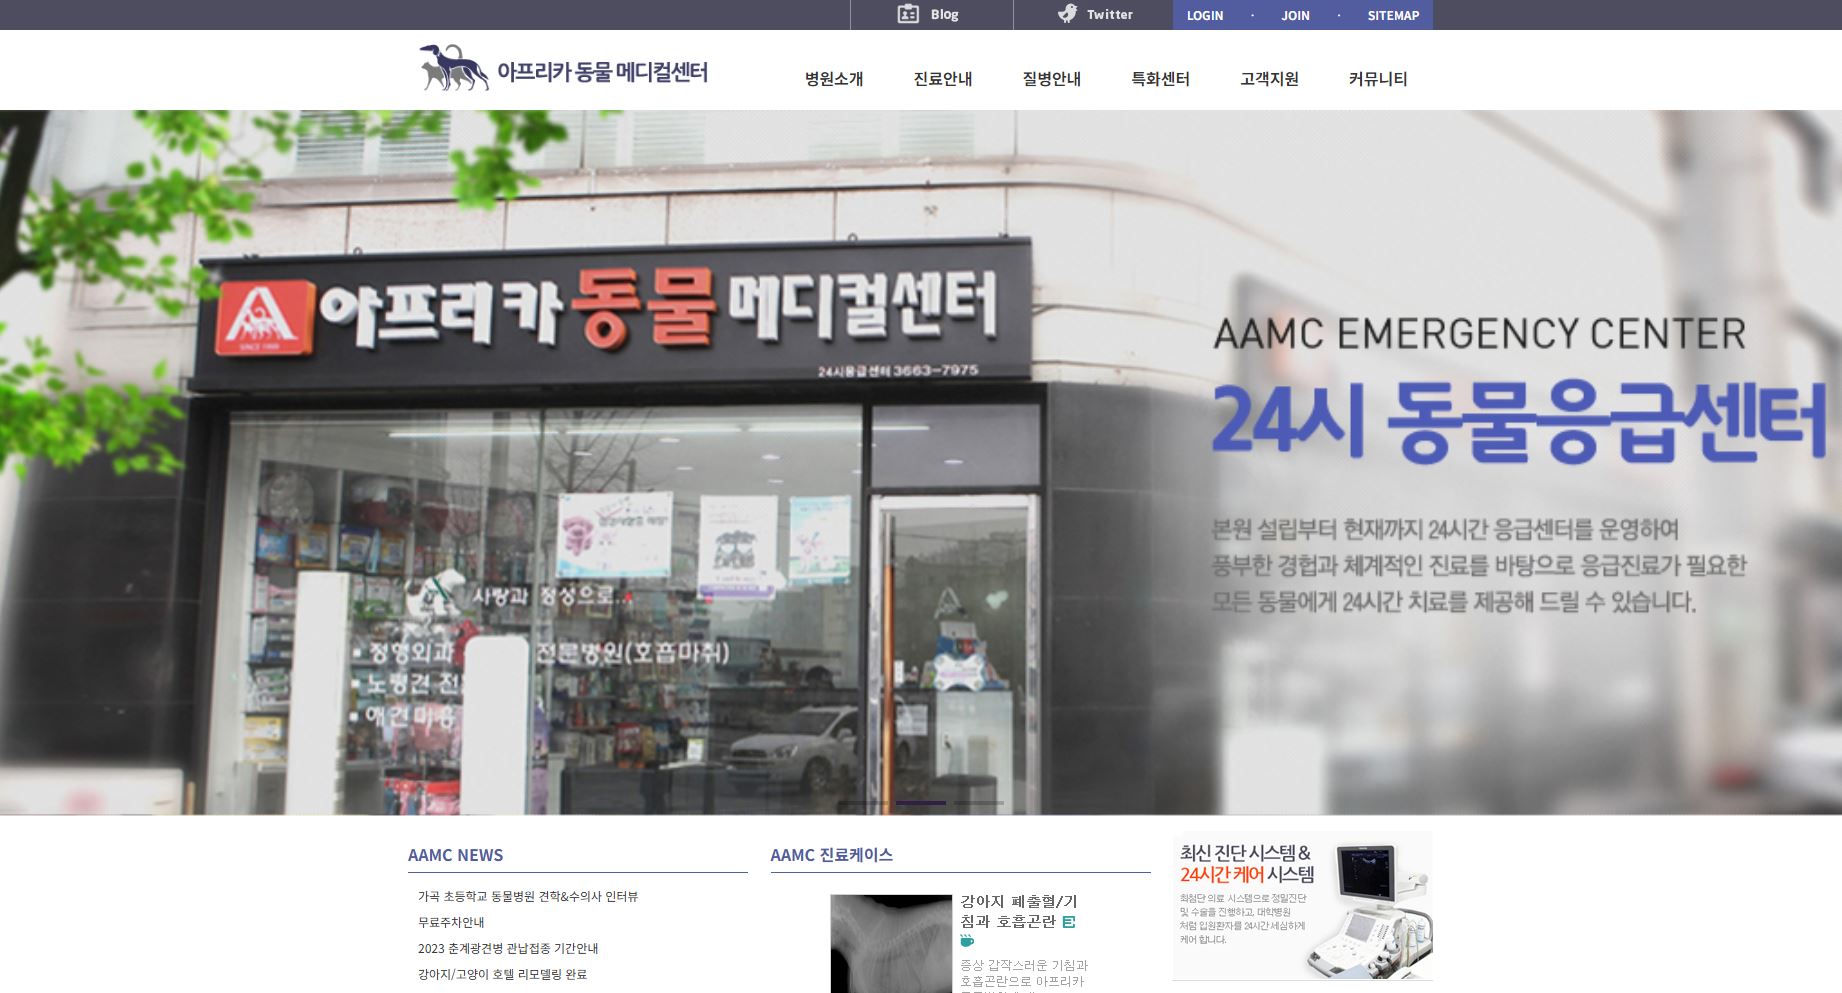 Blog
Twitter
LOGIN · JOIN · SITEMAP
아프리카 동물 메디컬센터
병원소개
진료안내
질병안내
특화센터
고객지원
커뮤니티
A
SINCE 1999
아프리카동물메디컬센터
24시응급센터 3663-7975
사랑과 정성으로...
정형외과
전문병원(호흡마취)
노령견 전
애견미용
AAMC EMERGENCY CENTER
24시 동물응급센터
본원 설립부터 현재까지 24시간 응급센터를 운영하여
풍부한 경험과 체계적인 진료를 바탕으로 응급진료가 필요한
모든 동물에게 24시간 치료를 제공해 드릴 수 있습니다.
AAMC NEWS
가곡 초등학교 동물병원 견학&수의사 인터뷰
무료주차안내
2023 춘계광견병 관납접종 기간안내
강아지/고양이 호텔 리모델링 완료
AAMC 진료케이스
강아지 폐출혈/기
침과 호흡곤란
증상 갑작스러운 기침과
호흡곤란으로 아프리카
최신 진단 시스템 &
24시간 케어 시스템
최첨단 의료 시스템으로 정밀진단
및 수술을 진행하고, 대학병원
처럼 입원환자를 24시간 세심하게
케어 합니다.